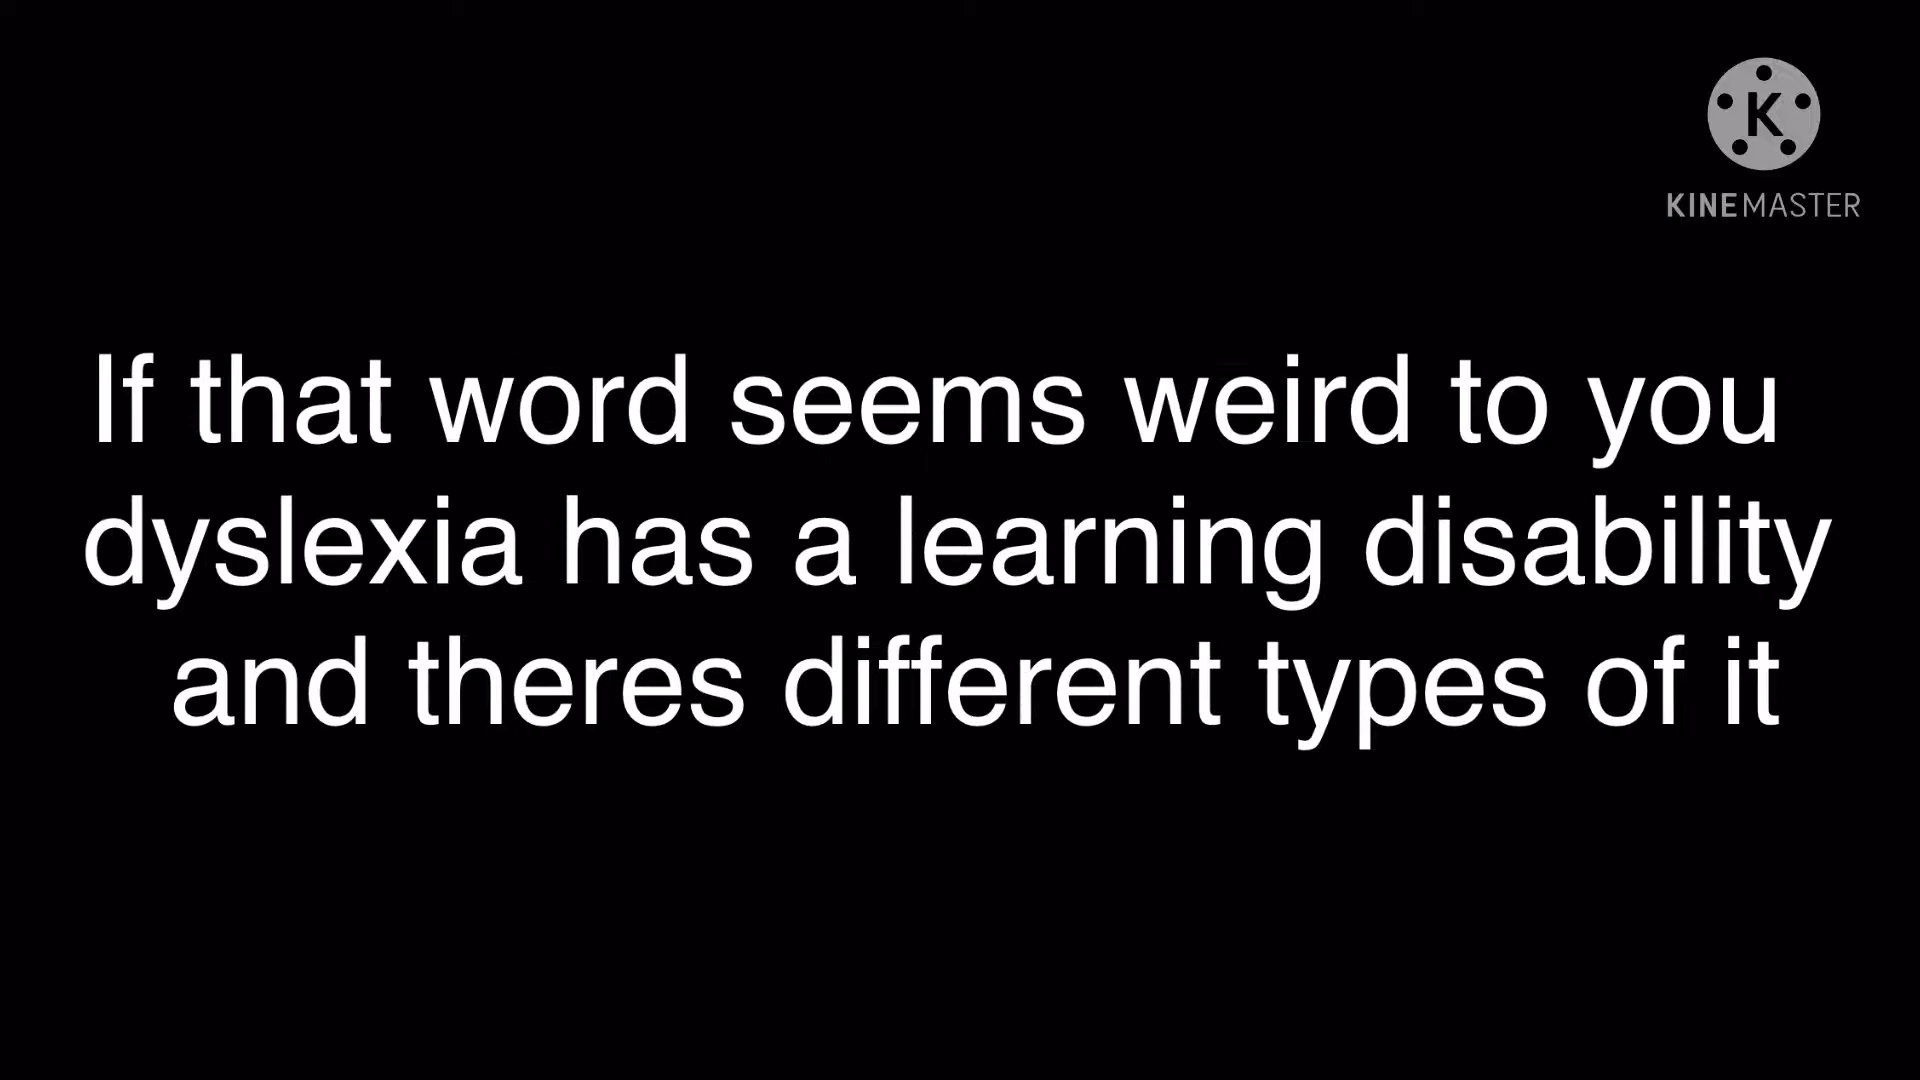 K
KINEMASTER
If that word seems weird to you
dyslexia has a learning disability
and theres different types of it